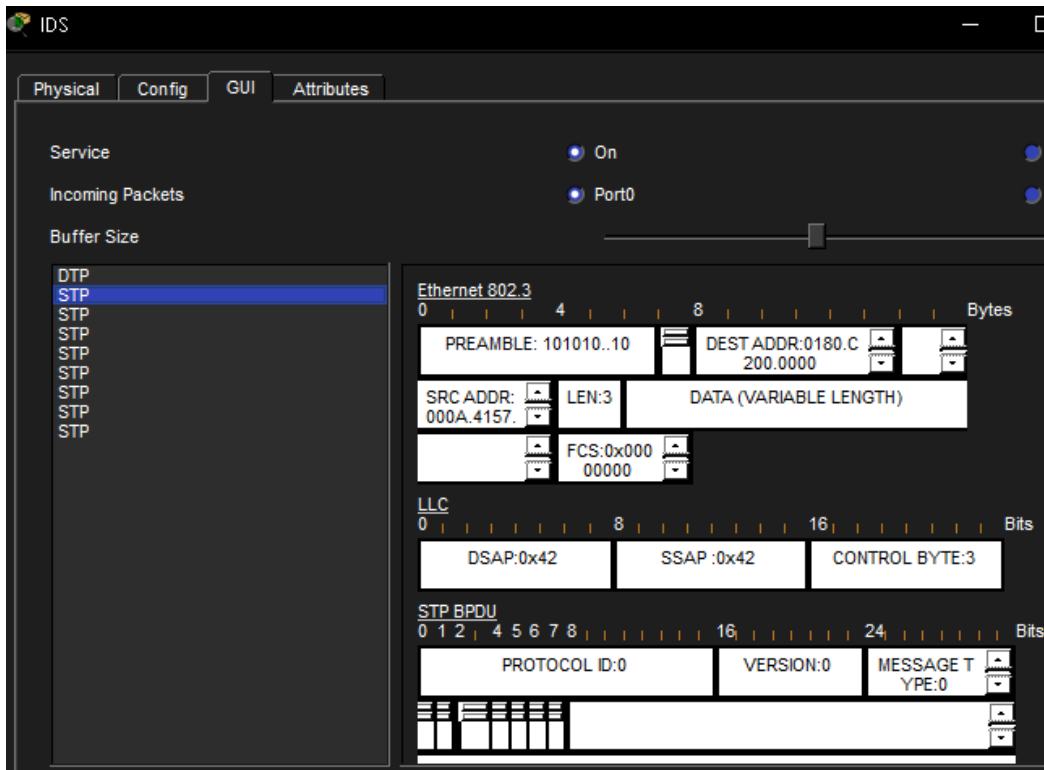 IDS
Physical Config GUI Attributes
Service On
Incoming Packets Port0
Buffer Size
DTP
STP
STP
STP
STP
STP
STP
STP
STP
Ethernet 802.3
0 4 8 Bytes
PREAMBLE: 101010..10 DEST ADDR:0180.C
200.0000
SRC ADDR: LEN:3 DATA (VARIABLE LENGTH)
000A.4157.
FCS:0x000
00000
LLC
0 8 16 Bits
DSAP:0x42 SSAP :0x42 CONTROL BYTE:3
STP BPDU
0 1 2 4 5 6 7 8 16 24 Bits
PROTOCOL ID:0 VERSION:0 MESSAGE T
YPE:0